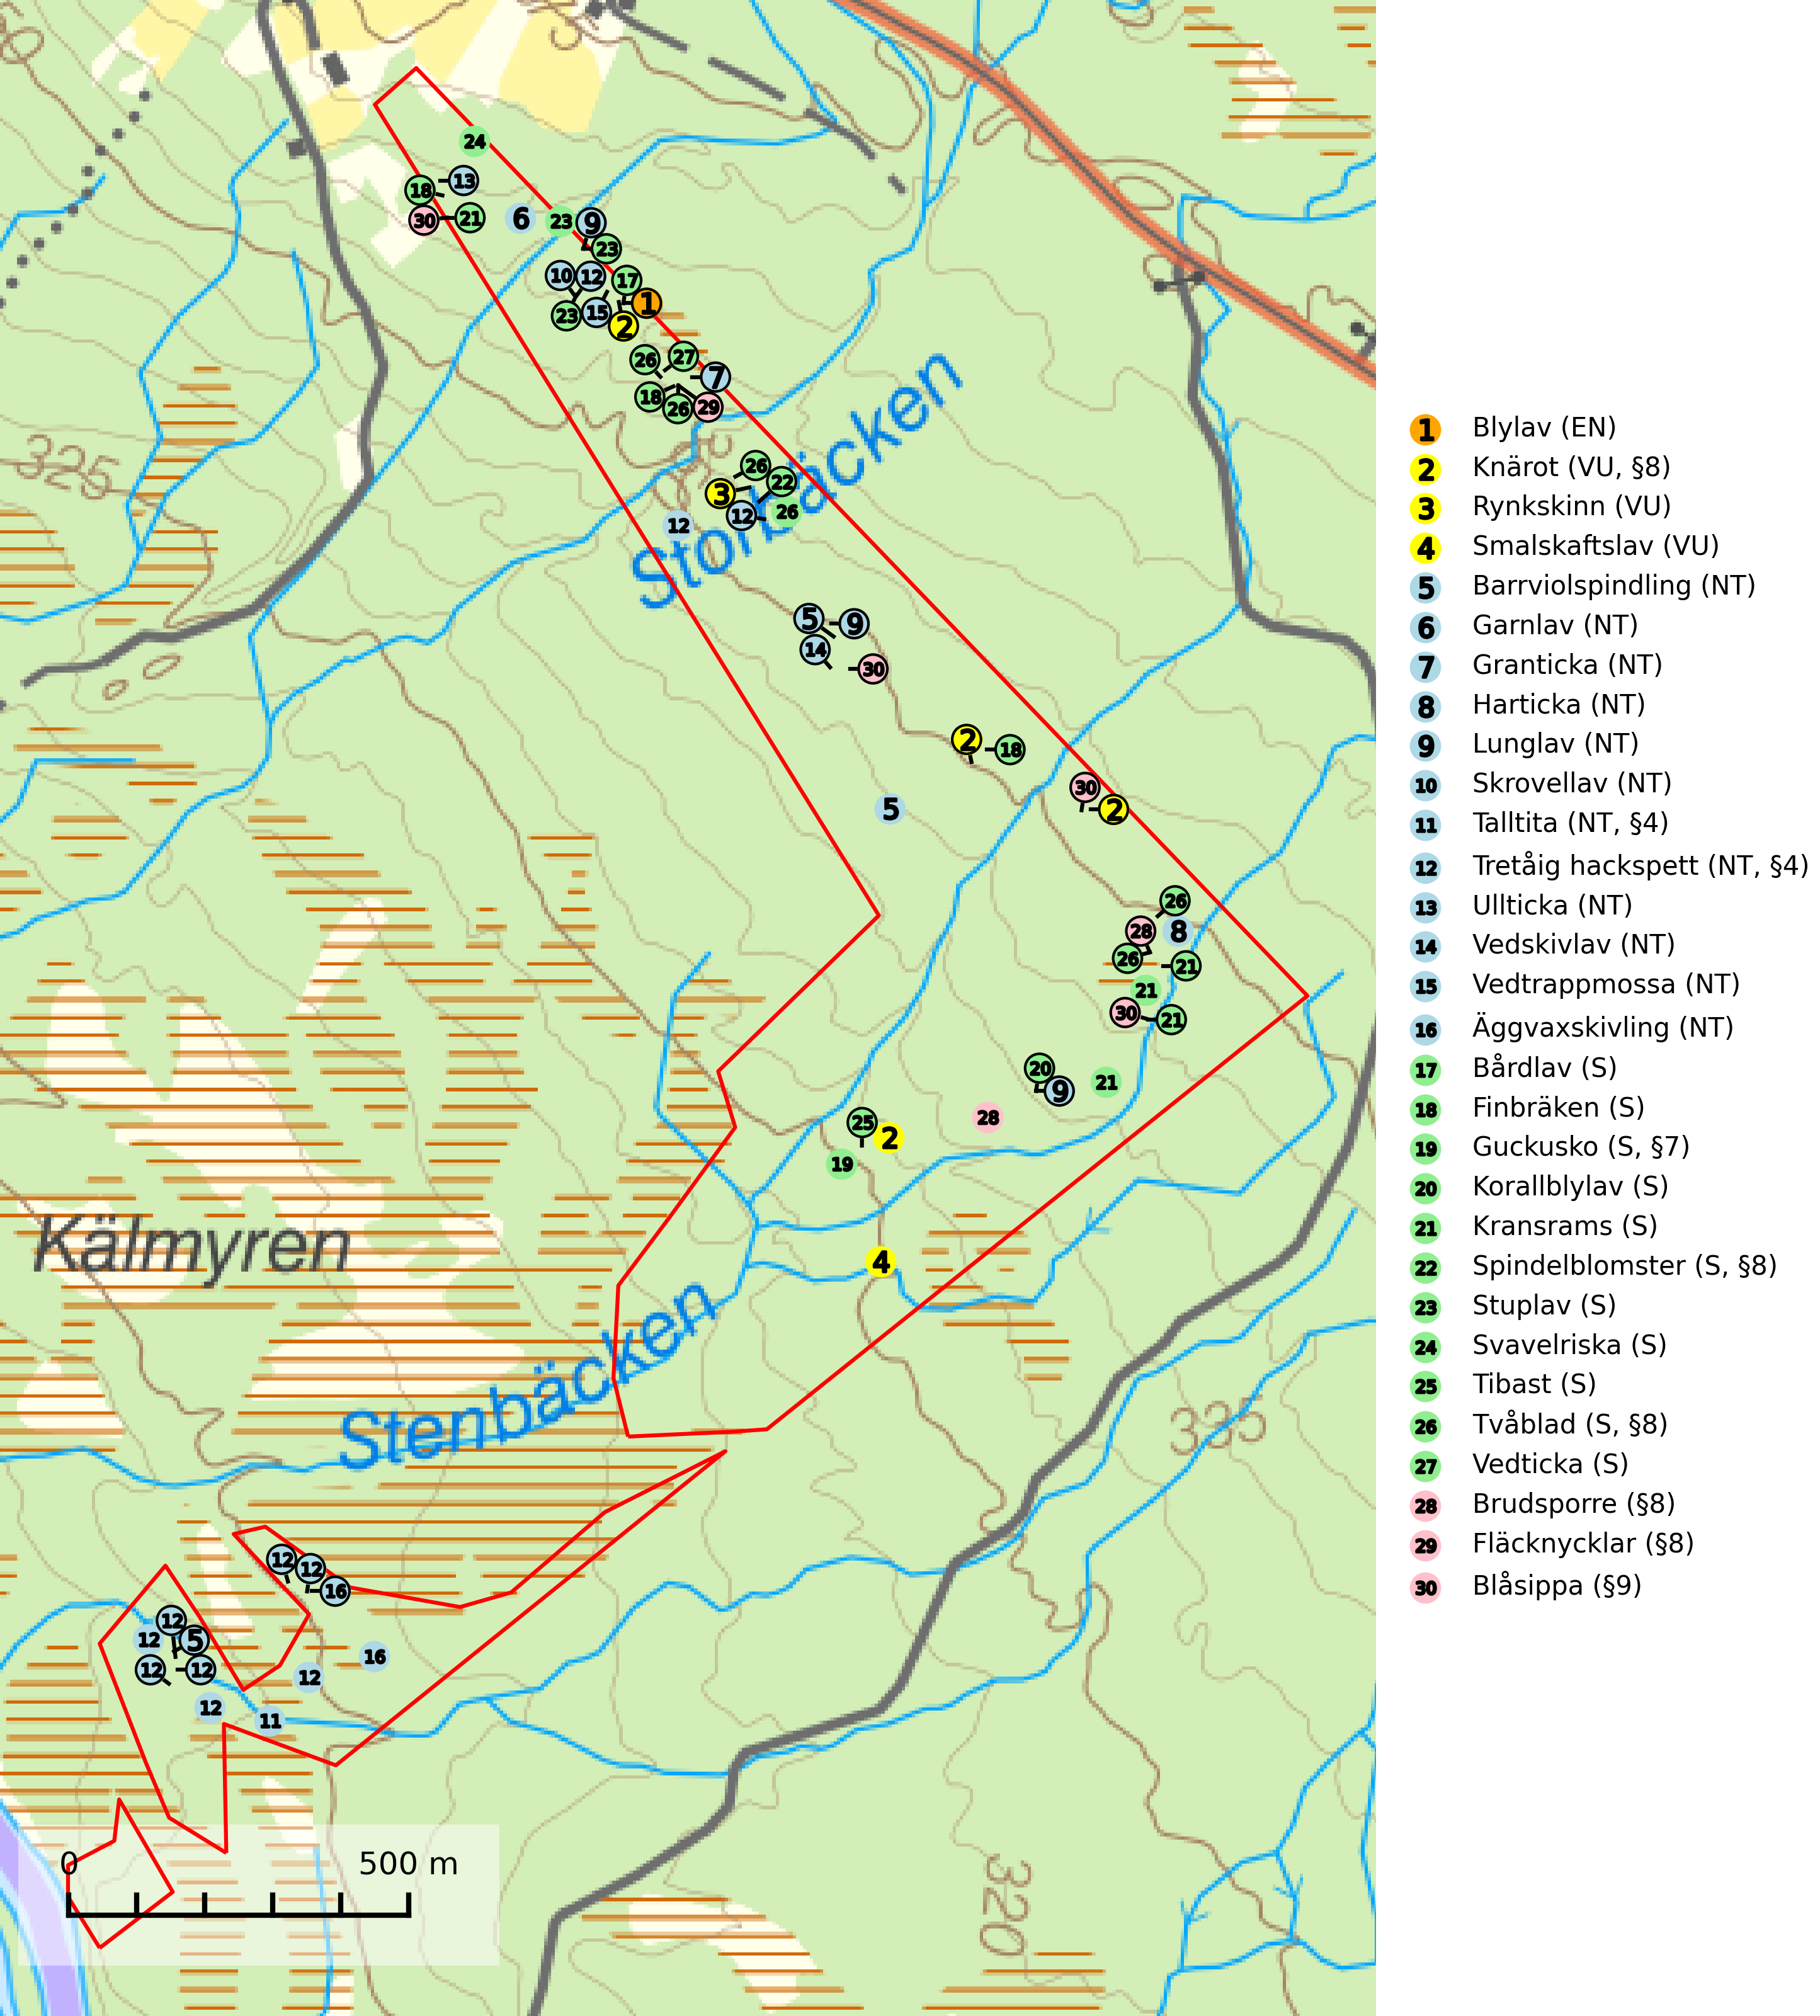 24
18
13
30
21
6
23
9
23
10
12
17
1
23
15
2
26
27
7
18
26
29
325
Storbäcken
26
22
3
12
26
12
5
9
14
30
2
18
5
30
2
26
28
8
26
21
21
30
21
20
9
21
28
25
2
19
4
Kälmyren
Stenbäcken
335
12
12
16
12
12
5
12
12
16
12
12
11
320
0
500 m
1 Blylav (EN)
2 Knärot (VU, §8)
3 Rynkskinn (VU)
4 Smalskaftslav (VU)
5 Barrviolspindling (NT)
6 Garnlav (NT)
7 Granticka (NT)
8 Harticka (NT)
9 Lunglav (NT)
10 Skrovellav (NT)
11 Talltita (NT, §4)
12 Tretåig hackspett (NT, §4)
13 Ullticka (NT)
14 Vedskivlav (NT)
15 Vedtrappmossa (NT)
16 Äggvaxskivling (NT)
17 Bårdlav (S)
18 Finbräken (S)
19 Guckusko (S, §7)
20 Korallblylav (S)
21 Kransrams (S)
22 Spindelblomster (S, §8)
23 Stuplav (S)
24 Svavelriska (S)
25 Tibast (S)
26 Tvåblad (S, §8)
27 Vedticka (S)
28 Brudsporre (§8)
29 Fläcknycklar (§8)
30 Blåsippa (§9)